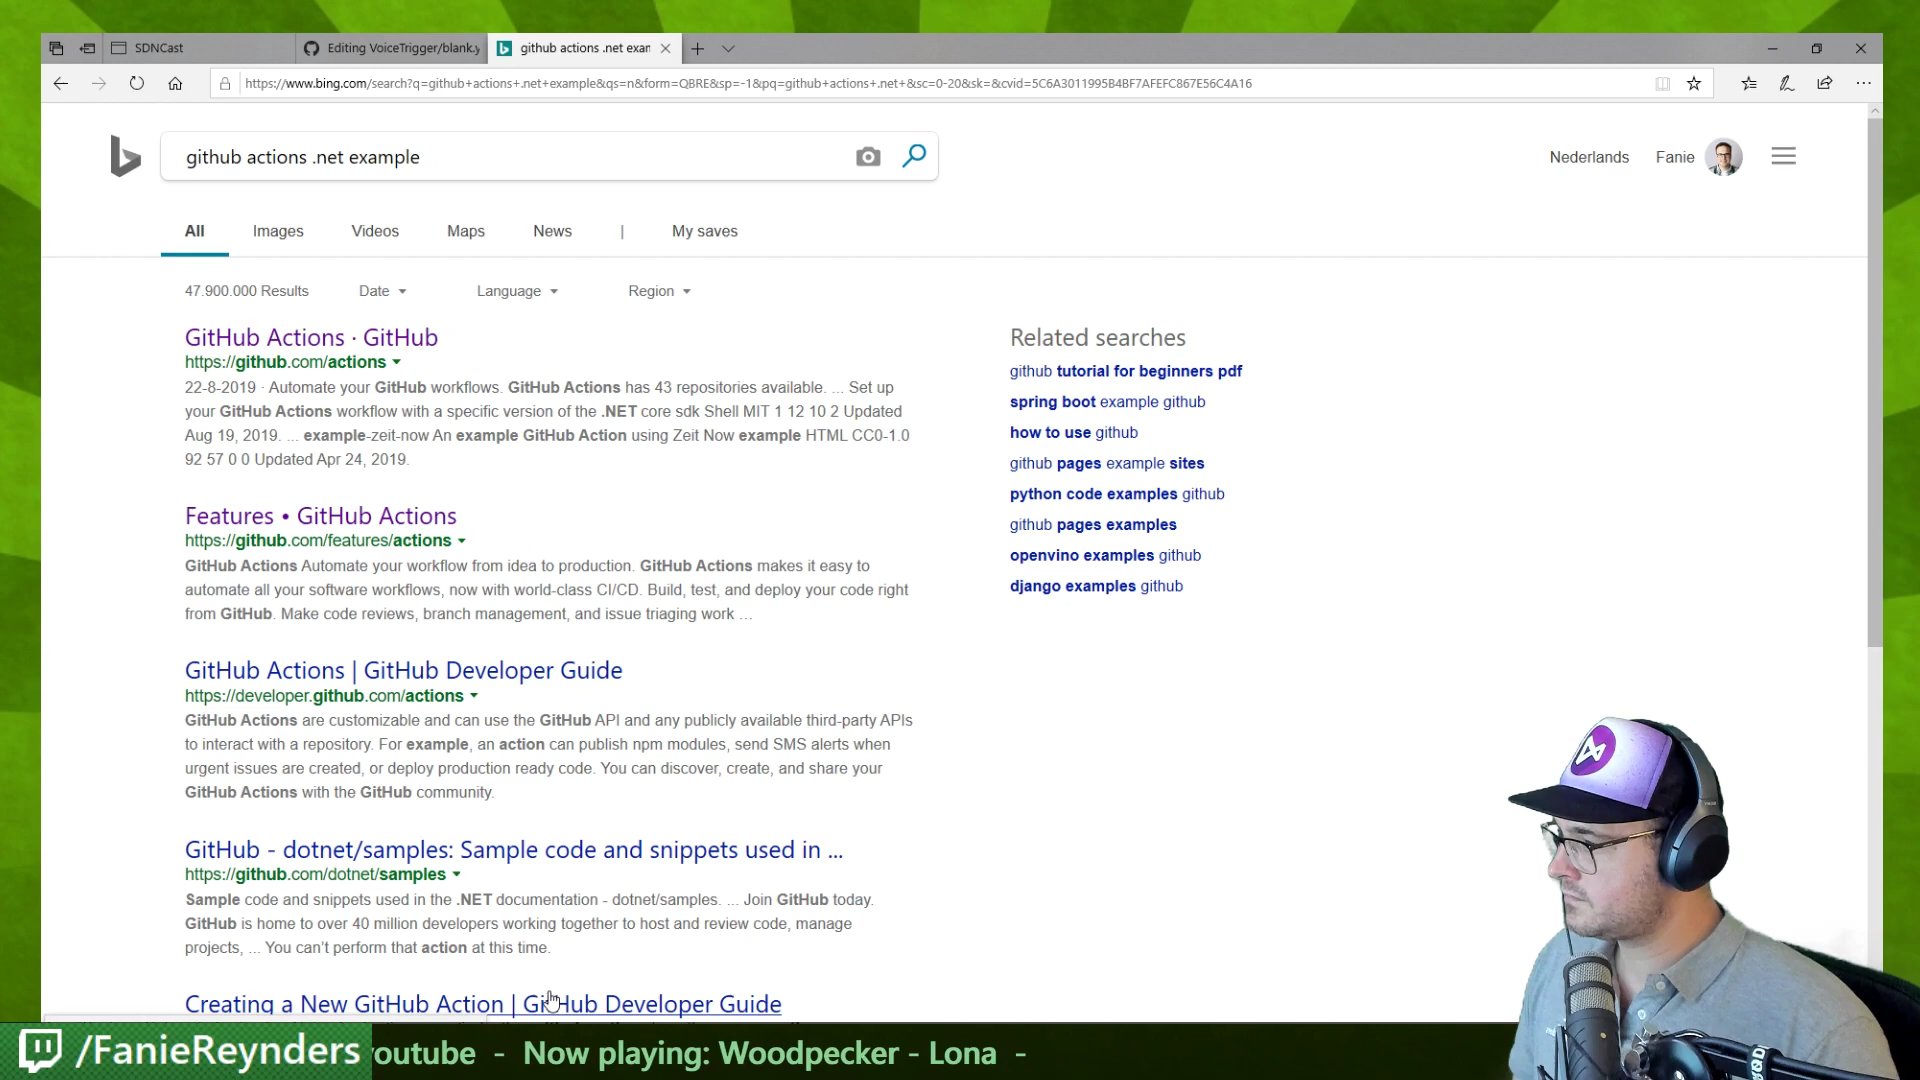 SDNCast
Editing VoiceTrigger/blank.y
github actions .net exar
https://www.bing.com/search?q=github+actions+.net+example&qs=n&form=QBRE&sp=-1&pq=github+actions+.net+&sc=0-20&sk=&cvid=5C6A3011995B4BF7AFEFC867E56C4A16
github actions .net example
Nederlands Fanie
All Images Videos Maps News | My saves
47.900.000 Results Date Language Region
GitHub Actions · GitHub
https://github.com/actions
22-8-2019 · Automate your GitHub workflows. GitHub Actions has 43 repositories available. ... Set up
your GitHub Actions workflow with a specific version of the .NET core sdk Shell MIT 1 12 10 2 Updated
Aug 19, 2019. ... example-zeit-now An example GitHub Action using Zeit Now example HTML CC0-1.0
92 57 0 0 Updated Apr 24, 2019.
Features • GitHub Actions
https://github.com/features/actions
GitHub Actions Automate your workflow from idea to production. GitHub Actions makes it easy to
automate all your software workflows, now with world-class CI/CD. Build, test, and deploy your code right
from GitHub. Make code reviews, branch management, and issue triaging work ...
GitHub Actions | GitHub Developer Guide
https://developer.github.com/actions
GitHub Actions are customizable and can use the GitHub API and any publicly available third-party APIs
to interact with a repository. For example, an action can publish npm modules, send SMS alerts when
urgent issues are created, or deploy production ready code. You can discover, create, and share your
GitHub Actions with the GitHub community.
GitHub - dotnet/samples: Sample code and snippets used in ...
https://github.com/dotnet/samples
Sample code and snippets used in the .NET documentation - dotnet/samples. ... Join GitHub today.
GitHub is home to over 40 million developers working together to host and review code, manage
projects, ... You can't perform that action at this time.
Creating a New GitHub Action | GitHub Developer Guide
Related searches
github tutorial for beginners pdf
spring boot example github
how to use github
github pages example sites
python code examples github
github pages examples
openvino examples github
django examples github
/FanieReynders
outube - Now playing: Woodpecker - Lona -